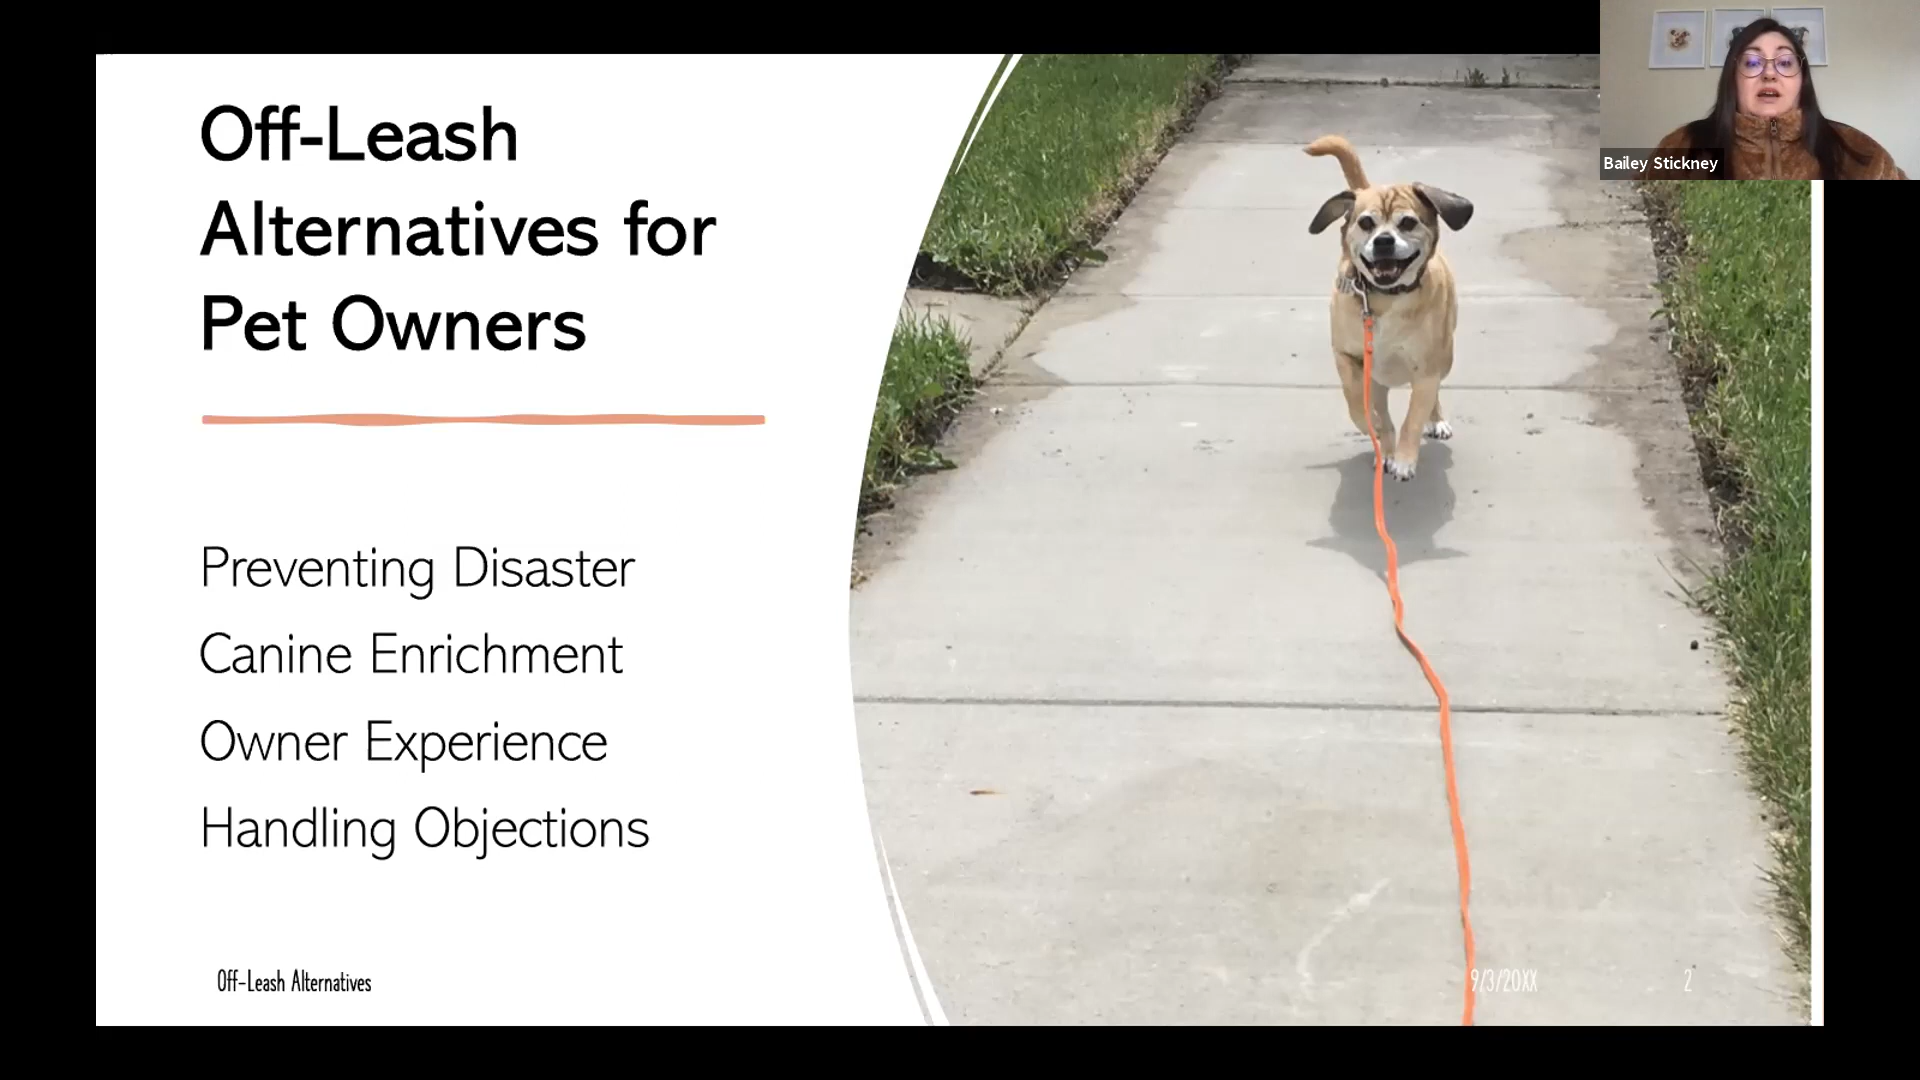 Off-Leash
Alternatives for
Pet Owners
Preventing Disaster
Canine Enrichment
Owner Experience
Handling Objections
Off-Leash Alternatives
9/3/20XX
2
Bailey Stickney